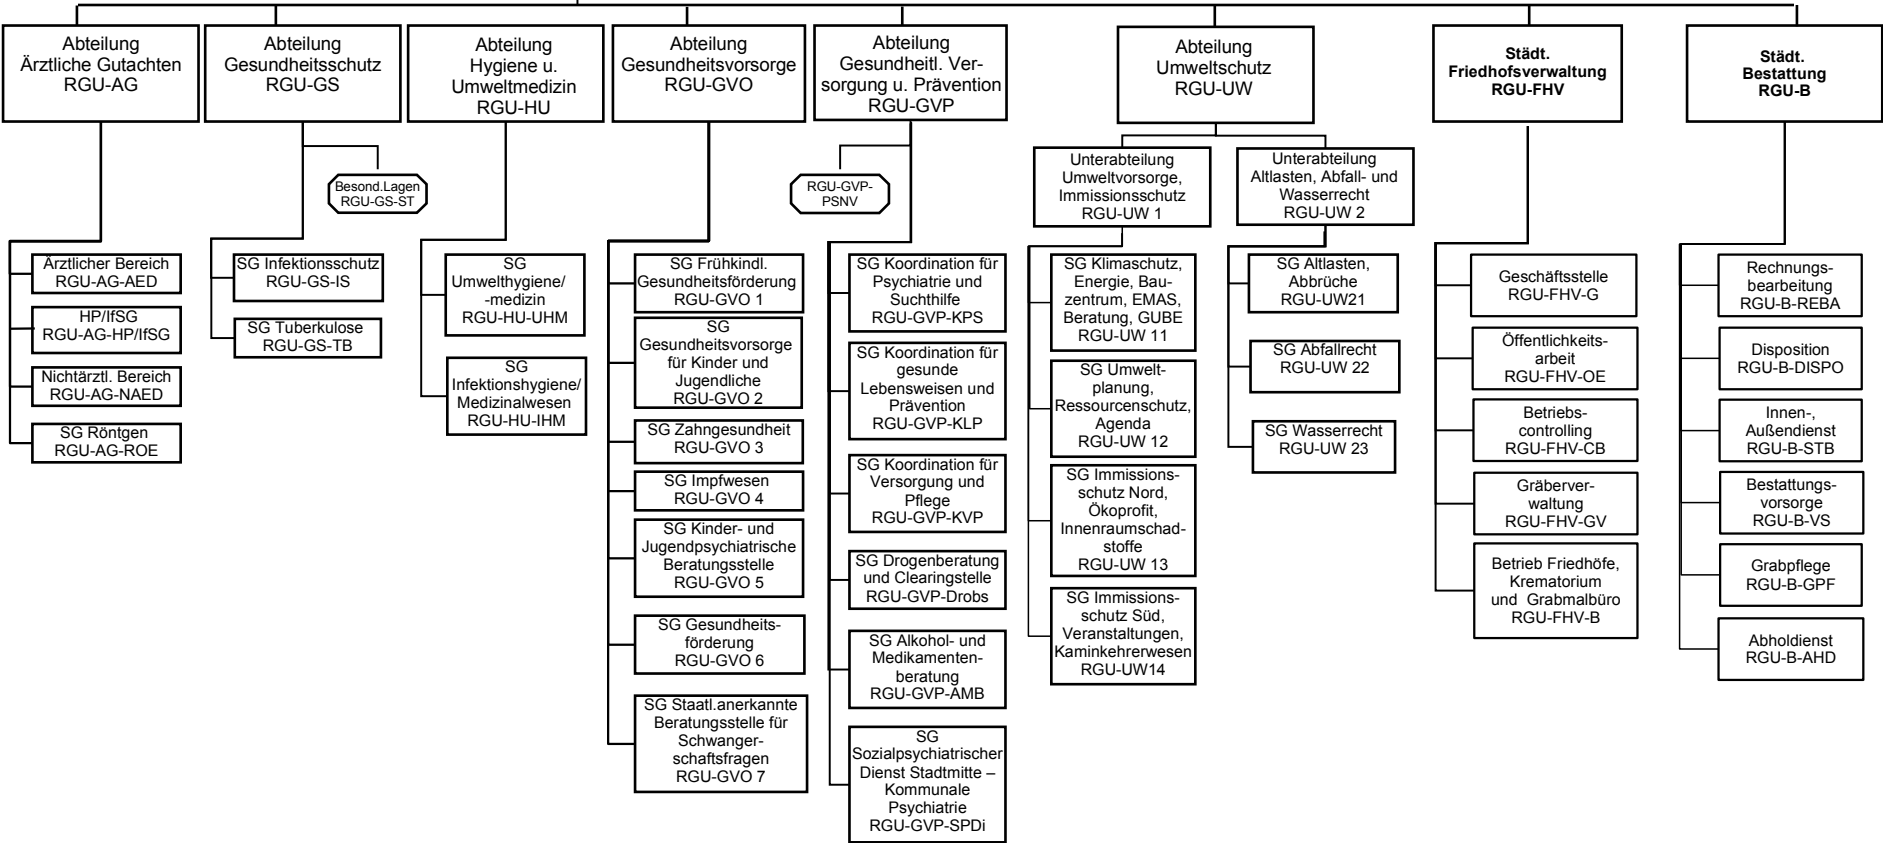 Abteilung
Ärztliche Gutachten
RGU-AG
Abteilung
Gesundheitsschutz
RGU-GS
Abteilung
Hygiene u.
Umweltmedizin
RGU-HU
Abteilung
Gesundheitsvorsorge
RGU-GVO
Abteilung
Gesundheitl. Ver-
sorgung u. Prävention
RGU-GVP
Abteilung
Umweltschutz
RGU-UW
Städt.
Friedhofsverwaltung
RGU-FHV
Städt.
Bestattung
RGU-B
Besond.Lagen
RGU-GS-ST
RGU-GVP-
PSNV
Unterabteilung
Umweltvorsorge,
Immissionsschutz
RGU-UW 1
Unterabteilung
Altlasten, Abfall- und
Wasserrecht
RGU-UW 2
Ärztlicher Bereich
RGU-AG-AED
HP/IfSG
RGU-AG-HP/IfSG
Nichtärztl. Bereich
RGU-AG-NAED
SG Röntgen
RGU-AG-ROE
SG Infektionsschutz
RGU-GS-IS
SG Tuberkulose
RGU-GS-TB
SG
Umwelthygiene/
-medizin
RGU-HU-UHM
SG
Infektionshygiene/
Medizinalwesen
RGU-HU-IHM
SG Frühkindl.
Gesundheitsförderung
RGU-GVO 1
SG
Gesundheitsvorsorge
für Kinder und
Jugendliche
RGU-GVO 2
SG Zahngesundheit
RGU-GVO 3
SG Impfwesen
RGU-GVO 4
SG Kinder- und
Jugendpsychiatrische
Beratungsstelle
RGU-GVO 5
SG Gesundheits-
förderung
RGU-GVO 6
SG Staatl.anerkannte
Beratungsstelle für
Schwanger-
schaftsfragen
RGU-GVO 7
SG Koordination für
Psychiatrie und
Suchthilfe
RGU-GVP-KPS
SG Koordination für
gesunde
Lebensweisen und
Prävention
RGU-GVP-KLP
SG Koordination für
Versorgung und
Pflege
RGU-GVP-KVP
SG Drogenberatung
und Clearingstelle
RGU-GVP-Drobs
SG Alkohol- und
Medikamenten-
beratung
RGU-GVP-AMB
SG
Sozialpsychiatrischer
Dienst Stadtmitte –
Kommunale
Psychiatrie
RGU-GVP-SPDi
SG Klimaschutz,
Energie, Bau-
zentrum, EMAS,
Beratung, GUBE
RGU-UW 11
SG Umwelt-
planung,
Ressourcenschutz,
Agenda
RGU-UW 12
SG Immissions-
schutz Nord,
Ökoprofit,
Innenraumschad-
stoffe
RGU-UW 13
SG Immissions-
schutz Süd,
Veranstaltungen,
Kaminkehrerwesen
RGU-UW14
SG Altlasten,
Abbrüche
RGU-UW21
SG Abfallrecht
RGU-UW 22
SG Wasserrecht
RGU-UW 23
Geschäftsstelle
RGU-FHV-G
Öffentlichkeits-
arbeit
RGU-FHV-OE
Betriebs-
controlling
RGU-FHV-CB
Gräberver-
waltung
RGU-FHV-GV
Betrieb Friedhöfe,
Krematorium
und Grabmalbüro
RGU-FHV-B
Rechnungs-
bearbeitung
RGU-B-REBA
Disposition
RGU-B-DISPO
Innen-,
Außendienst
RGU-B-STB
Bestattungs-
vorsorge
RGU-B-VS
Grabpflege
RGU-B-GPF
Abholdienst
RGU-B-AHD